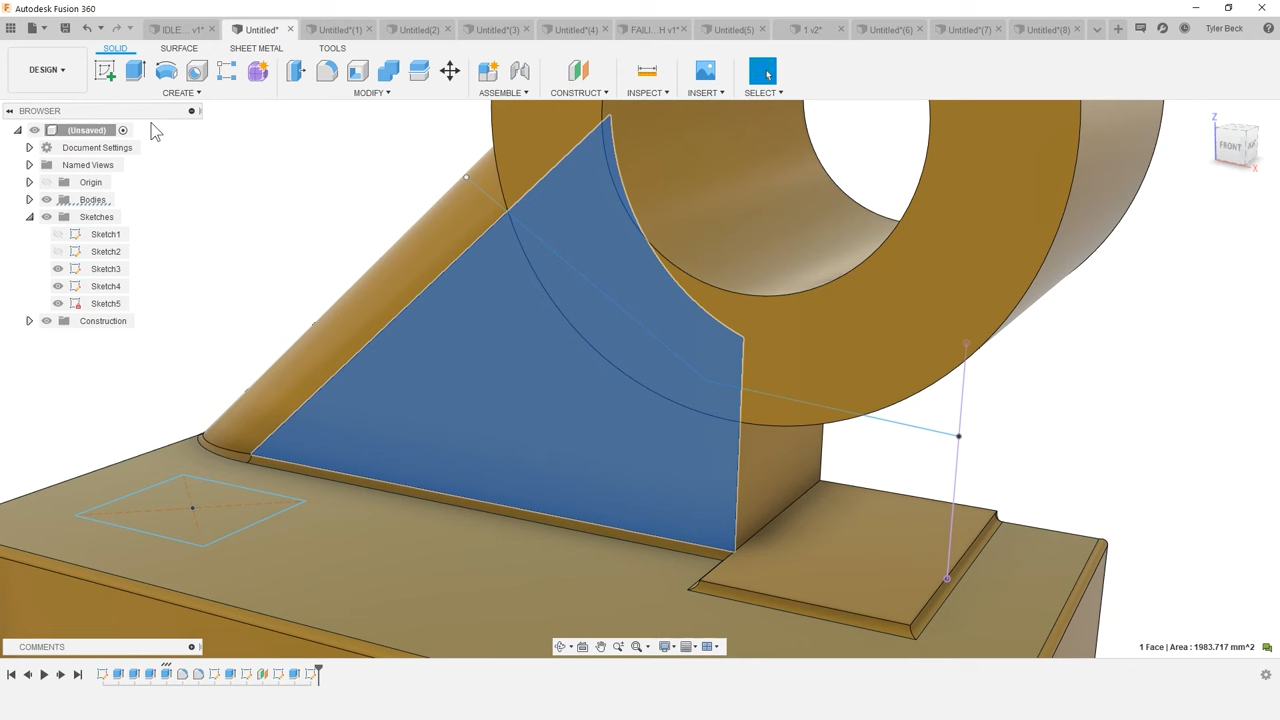 Autodesk Fusion 360
IDLE... v1*
Untitled*
Untitled*(1)
Untitled(2)
Untitled*(3)
Untitled*(4)
FAILI...H v1*
Untitled(5)
1 v2*
Untitled*(6)
Untitled*(7)
Untitled*(8)
Tyler Beck
SOLID
SURFACE
SHEET METAL
TOOLS
DESIGN
CREATE
MODIFY
ASSEMBLE
CONSTRUCT
INSPECT
INSERT
SELECT
BROWSER
(Unsaved)
Document Settings
Named Views
Origin
Bodies
Sketches
Sketch1
Sketch2
Sketch3
Sketch4
Sketch5
Construction
Z
FRONT
X
COMMENTS
1 Face | Area : 1983.717 mm^2